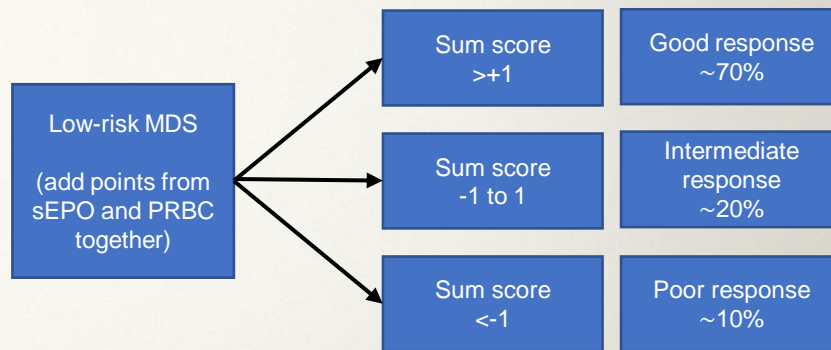 Low-risk MDS
(add points from
sEPO and PRBC
together)
Sum score
>+1
Good response
~70%
Sum score
-1 to 1
Intermediate
response
~20%
Sum score
<-1
Poor response
~10%